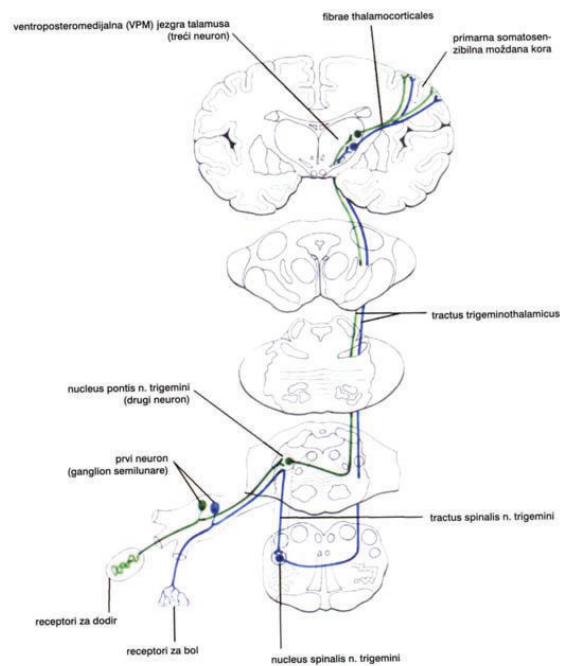 ventroposteromedijalna (VPM) jezgra talamusa
(treći neuron)
fibrae thalamocorticales
primarna somatosen-
zibilna moždana kora
tractus trigeminothalamicus
nucleus pontis n. trigemini
(drugi neuron)
prvi neuron
(ganglion semilunare)
tractus spinalis n. trigemini
receptori za dodir
receptori za bol
nucleus spinalis n. trigemini